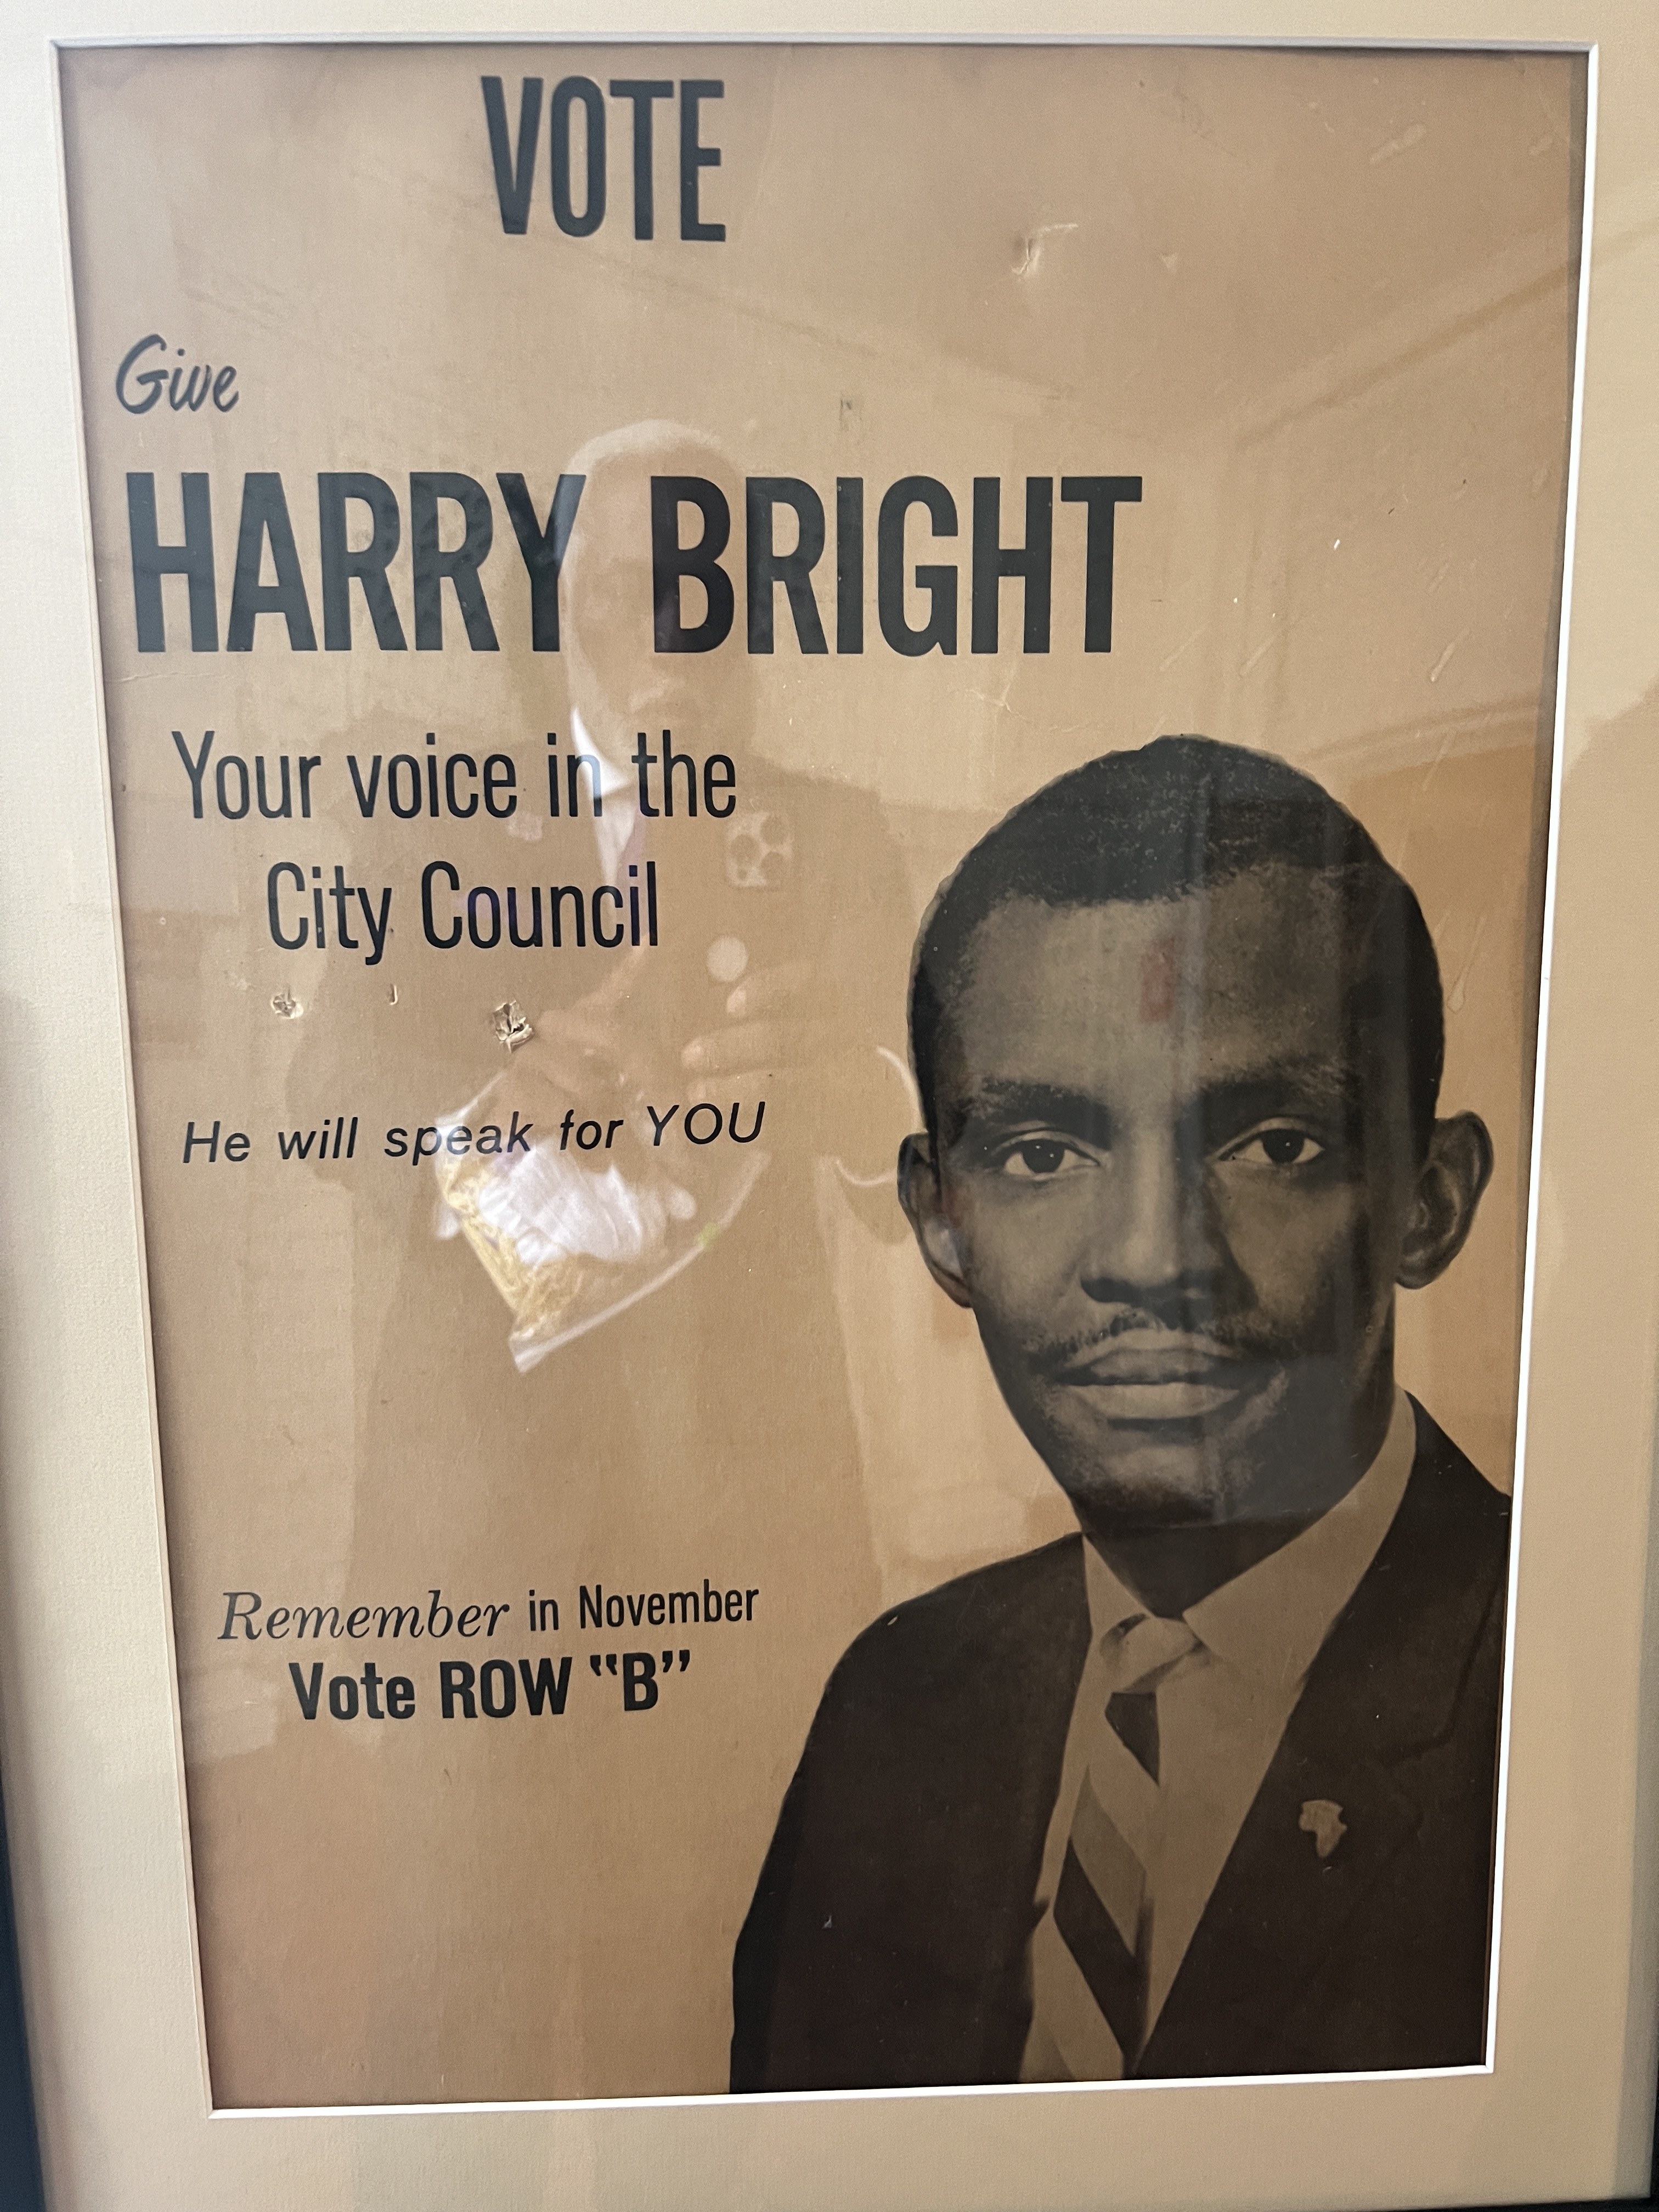 VOTE
Give
HARRY BRIGHT
Your voice in the
City Council
He will speak for YOU
Remember in November
Vote ROW "B"